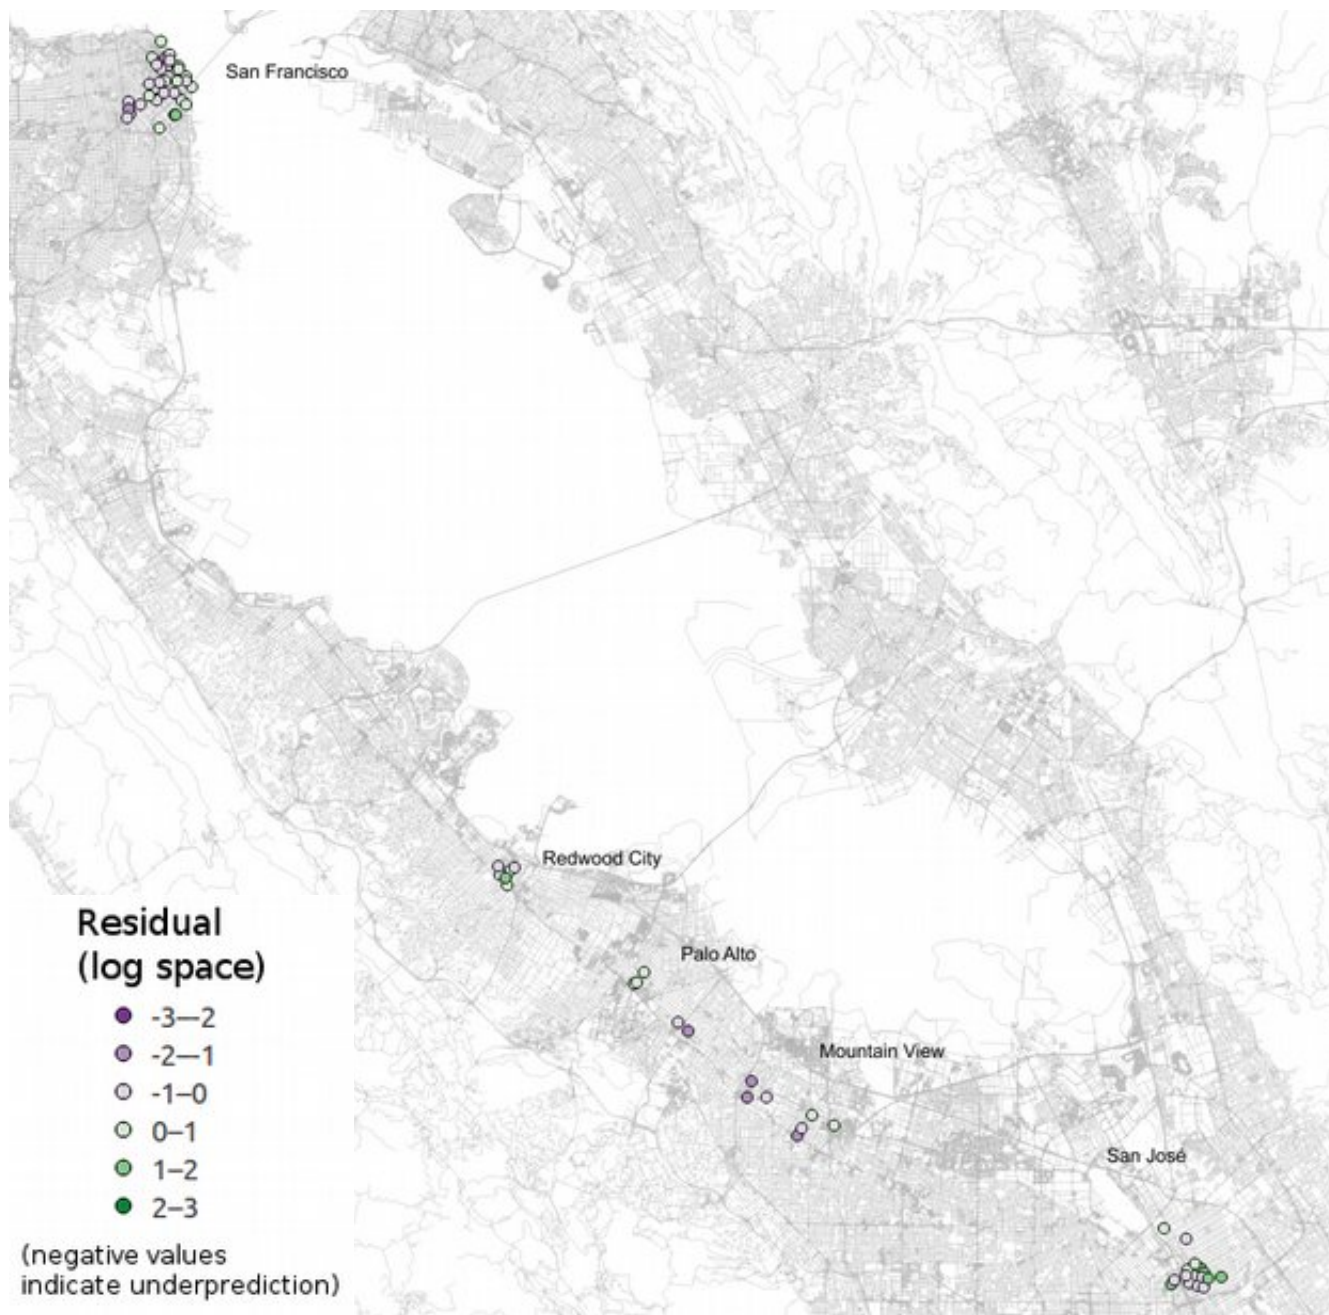 San Francisco
Redwood City
Palo Alto
Mountain View
San José
Residual
(log space)
-3—-2
-2—-1
-1—0
0—1
1—2
2—3
(negative values
indicate underprediction)